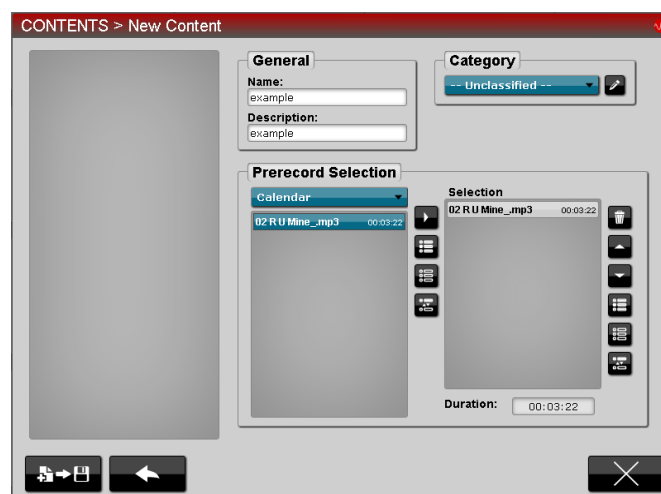 CONTENTS > New Content
General
Name:
example
Description:
example
Category
-- Unclassified --
Prerecord Selection
Calendar
02 R U Mine_.mp3 00:03:22
Selection
02 R U Mine_.mp3 00:03:22
Duration: 00:03:22